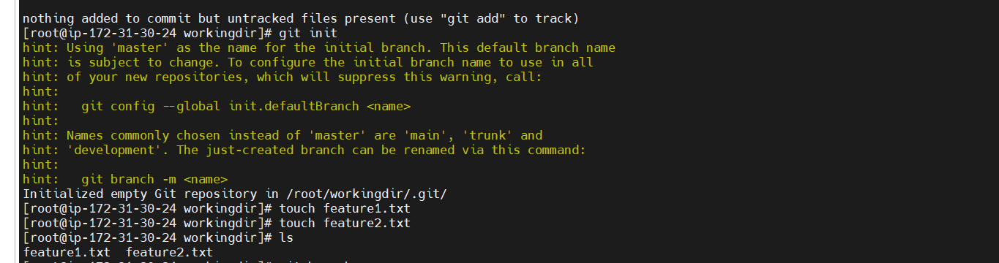 nothing added to commit but untracked files present (use "git add" to track)
[root@ip-172-31-30-24 workingdir]# git init
hint: Using 'master' as the name for the initial branch. This default branch name
hint: is subject to change. To configure the initial branch name to use in all
hint: of your new repositories, which will suppress this warning, call:
hint:
hint:   git config --global init.defaultBranch <name>
hint:
hint: Names commonly chosen instead of 'master' are 'main', 'trunk' and
hint: 'development'. The just-created branch can be renamed via this command:
hint:
hint:   git branch -m <name>
Initialized empty Git repository in /root/workingdir/.git/
[root@ip-172-31-30-24 workingdir]# touch feature1.txt
[root@ip-172-31-30-24 workingdir]# touch feature2.txt
[root@ip-172-31-30-24 workingdir]# ls
feature1.txt  feature2.txt